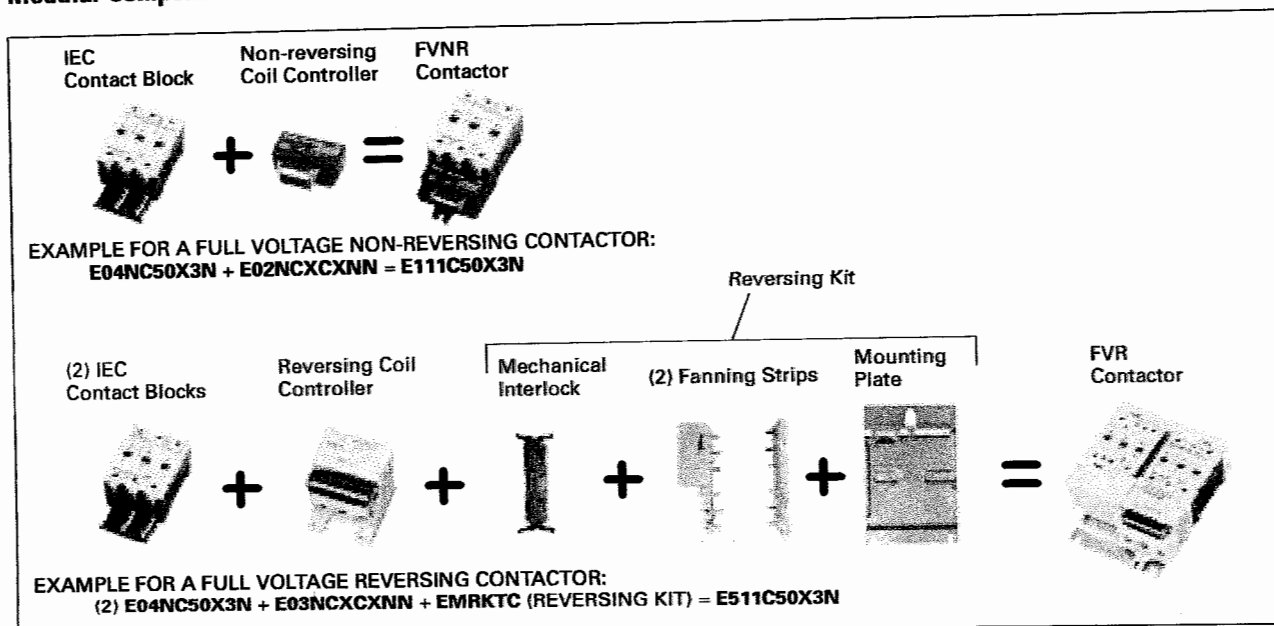 IEC
Contact Block
Non-reversing
Coil Controller
FVNR
Contactor
EXAMPLE FOR A FULL VOLTAGE NON-REVERSING CONTACTOR:
E04NC50X3N + E02NCXCXNN = E111C50X3N
Reversing Kit
(2) IEC
Contact Blocks
Reversing Coil
Controller
Mechanical
Interlock
(2) Fanning Strips
Mounting
Plate
FVR
Contactor
EXAMPLE FOR A FULL VOLTAGE REVERSING CONTACTOR:
(2) E04NC50X3N + E03NCXCXNN + EMRKTC (REVERSING KIT) = E511C50X3N